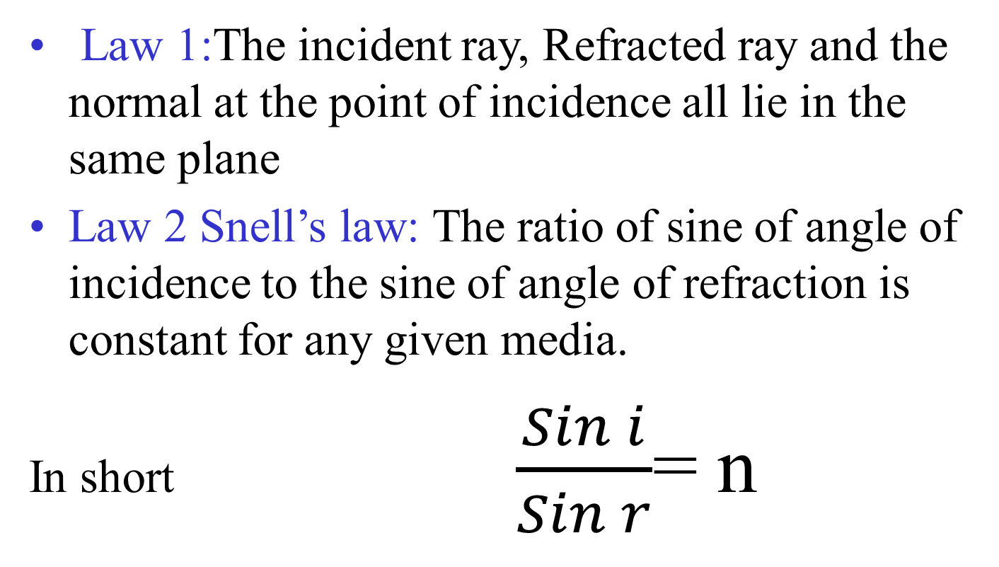 • Law 1:The incident ray, Refracted ray and the
normal at the point of incidence all lie in the
same plane
• Law 2 Snell’s law: The ratio of sine of angle of
incidence to the sine of angle of refraction is
constant for any given media.
In short
Sin i
Sin r
= n